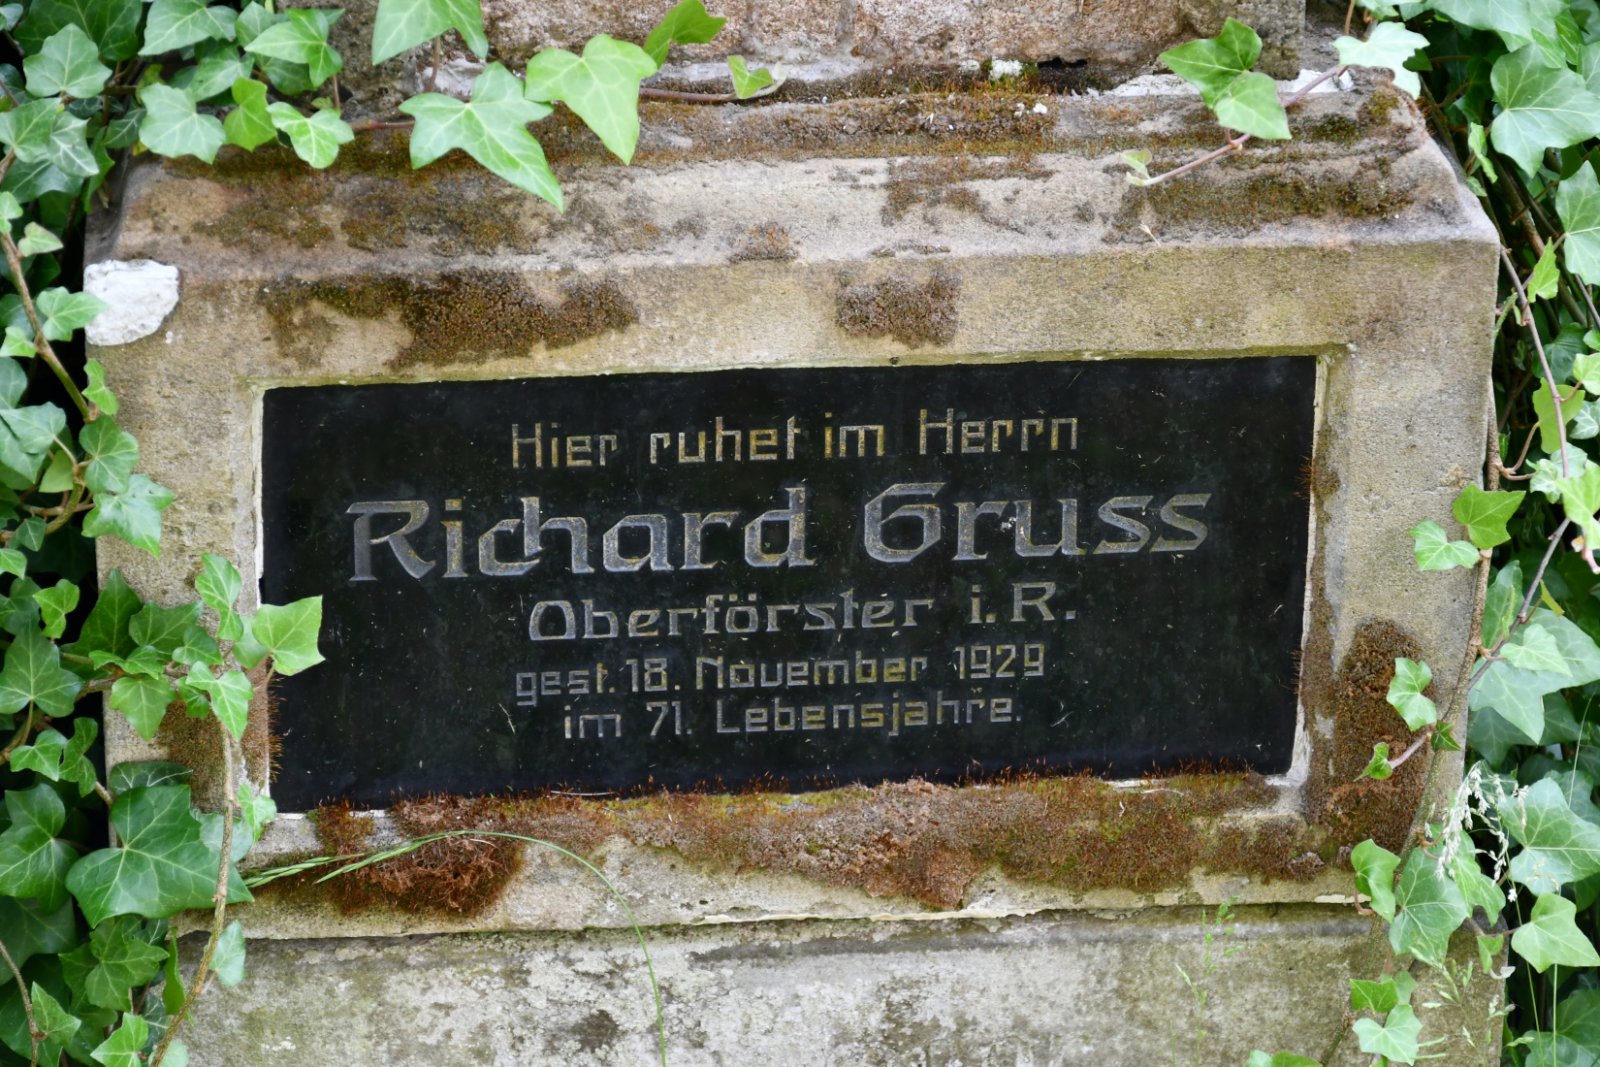 Hier ruhet im Herrn
Richard Gruss
Oberförster i. R.
gest. 18. November 1929
im 71. Lebensjahre.